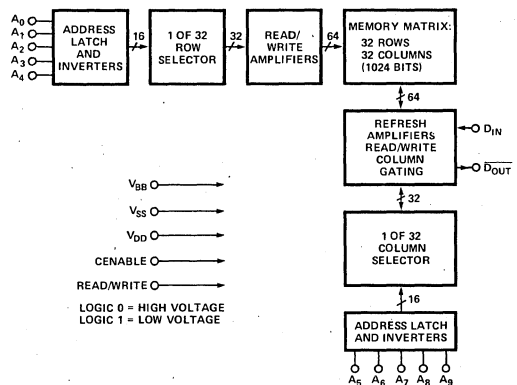 A0
A1
A2
A3
A4
ADDRESS
LATCH
AND
INVERTERS
16
1 OF 32
ROW
SELECTOR
32
READ/
WRITE
AMPLIFIERS
64
MEMORY MATRIX:
32 ROWS
32 COLUMNS
(1024 BITS)
64
REFRESH
AMPLIFIERS
READ/WRITE
COLUMN
GATING
DIN
DOUT
32
1 OF 32
COLUMN
SELECTOR
16
ADDRESS LATCH
AND INVERTERS
A5 A6 A7 A8 A9
VBB
VSS
VDD
CENABLE
READ/WRITE
LOGIC 0 = HIGH VOLTAGE
LOGIC 1 = LOW VOLTAGE